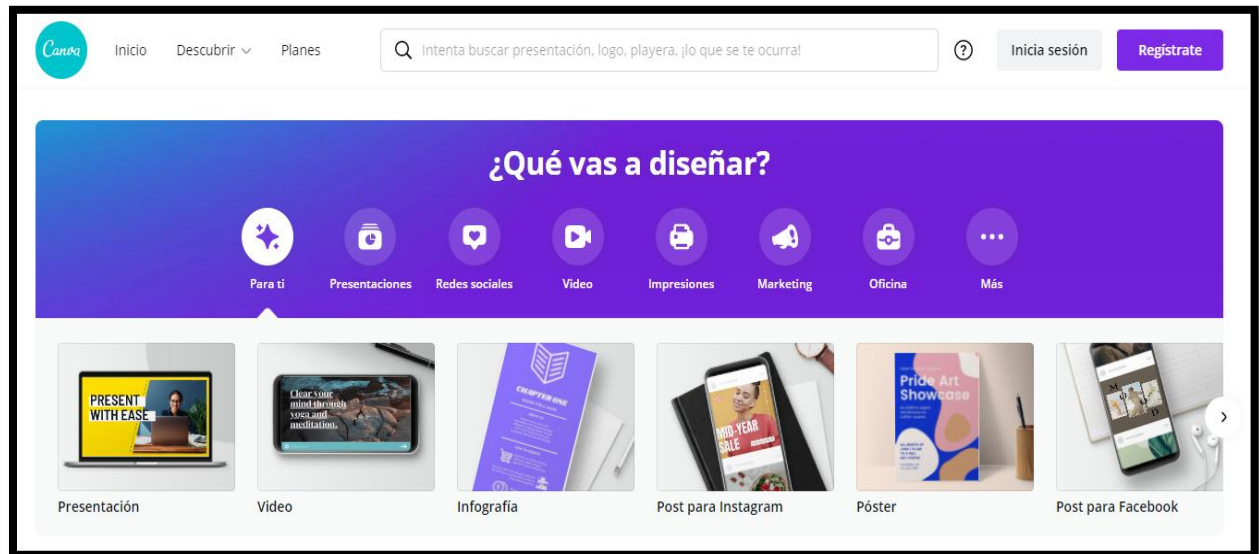 Canva
Inicio
Descubrir
Planes
Intenta buscar presentación, logo, playera, ¡lo que se te ocurra!
?
Inicia sesión
Regístrate
¿Qué vas a diseñar?
Para ti
Presentaciones
Redes sociales
Video
Impresiones
Marketing
Oficina
Más
PRESENT
WITH EASE
Clear your
mind through
yoga and
meditation.
CHAPTER ONE
MID-YEAR
SALE
Pride Art
Showcase
M
O
O
D
Presentación
Video
Infografía
Post para Instagram
Póster
Post para Facebook